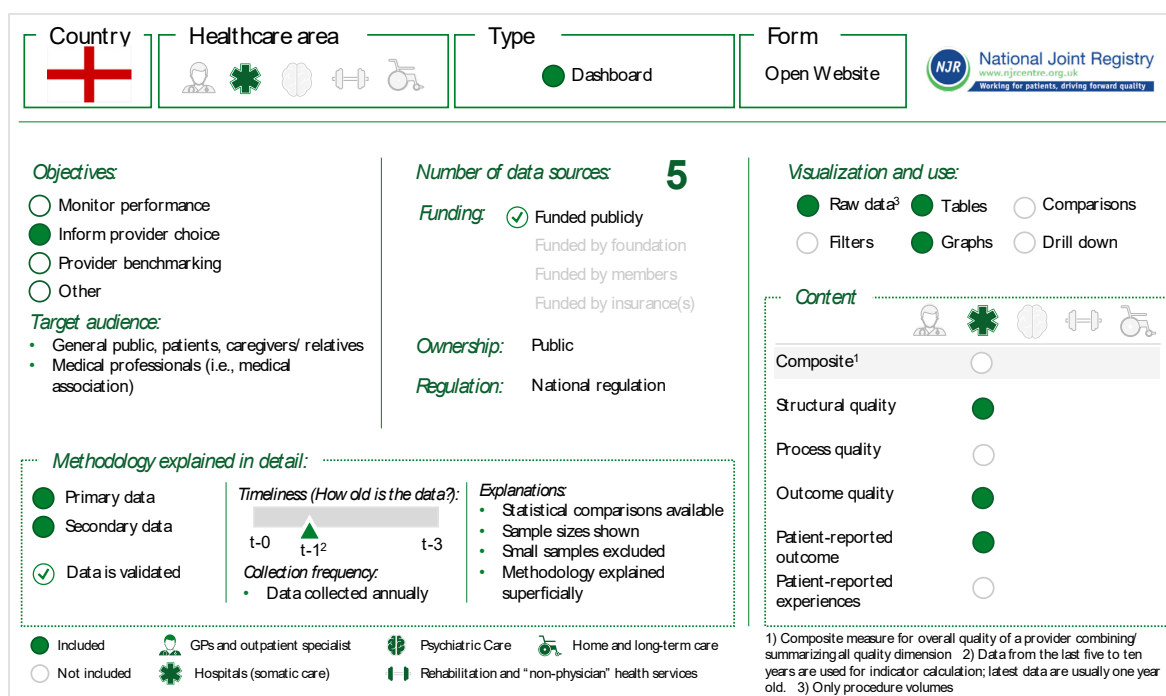 Country
Healthcare area
Type
Dashboard
Form
Open Website
NJR
National Joint Registry
www.njrcentre.org.uk
Working for patients, driving forward quality
Objectives:
Monitor performance
Inform provider choice
Provider benchmarking
Other
Target audience:
• General public, patients, caregivers/ relatives
• Medical professionals (i.e., medical
association)
Number of data sources: 5
Funding: Funded publicly
Funded by foundation
Funded by members
Funded by insurance(s)
Ownership: Public
Regulation: National regulation
Visualization and use:
Raw data³ Tables Comparisons
Filters Graphs Drill down
Content
Composite¹
Structural quality
Process quality
Outcome quality
Patient-reported
outcome
Patient-reported
experiences
Methodology explained in detail:
Primary data
Secondary data
Data is validated
Timeliness (How old is the data?):
t-0 t-1² t-3
Collection frequency:
• Data collected annually
Explanations:
• Statistical comparisons available
• Sample sizes shown
• Small samples excluded
• Methodology explained
superficially
Included GPs and outpatient specialist Psychiatric Care Home and long-term care
Not included Hospitals (somatic care) Rehabilitation and "non-physician" health services
1) Composite measure for overall quality of a provider combining/
summarizing all quality dimension 2) Data from the last five to ten
years are used for indicator calculation; latest data are usually one year
old. 3) Only procedure volumes